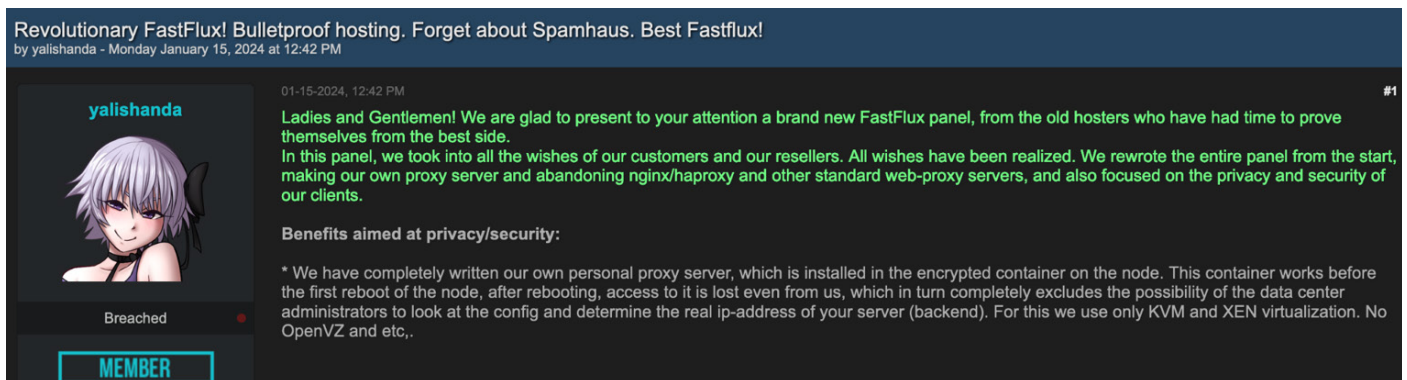 Revolutionary FastFlux! Bulletproof hosting. Forget about Spamhaus. Best Fastflux!
by yalishanda - Monday January 15, 2024 at 12:42 PM
01-15-2024, 12:42 PM
#1
yalishanda
Ladies and Gentlemen! We are glad to present to your attention a brand new FastFlux panel, from the old hosters who have had time to prove
themselves from the best side.
In this panel, we took into all the wishes of our customers and our resellers. All wishes have been realized. We rewrote the entire panel from the start,
making our own proxy server and abandoning nginx/haproxy and other standard web-proxy servers, and also focused on the privacy and security of
our clients.
Benefits aimed at privacy/security:
* We have completely written our own personal proxy server, which is installed in the encrypted container on the node. This container works before
the first reboot of the node, after rebooting, access to it is lost even from us, which in turn completely excludes the possibility of the data center
administrators to look at the config and determine the real ip-address of your server (backend). For this we use only KVM and XEN virtualization. No
OpenVZ and etc,.
Breached
MEMBER